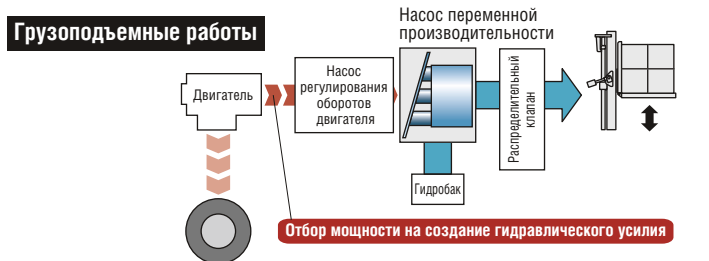 Грузоподъемные работы
Насос переменной
производительности
Двигатель
Насос
регулирования
оборотов
двигателя
Распределительный
клапан
Гидробак
Отбор мощности на создание гидравлического усилия